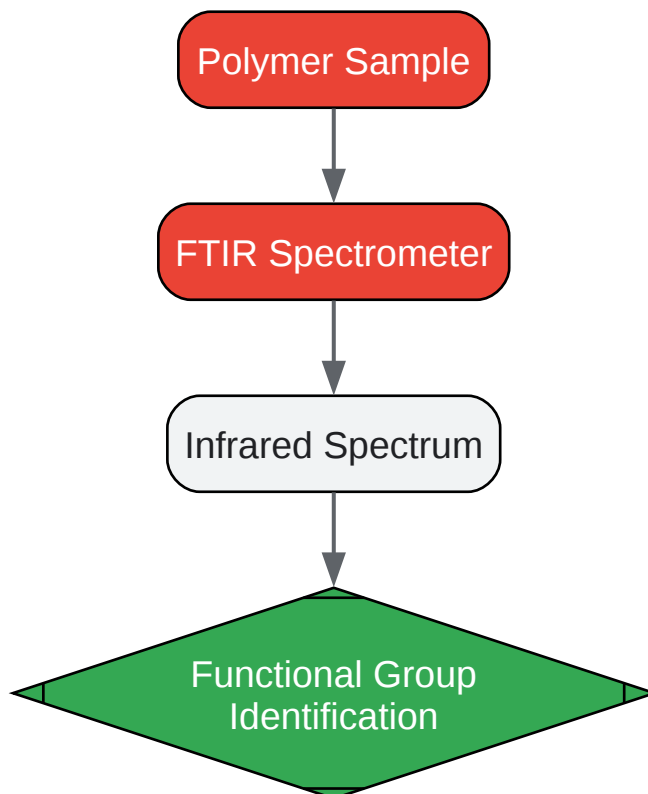 Polymer Sample
FTIR Spectrometer
Infrared Spectrum
Functional Group
Identification